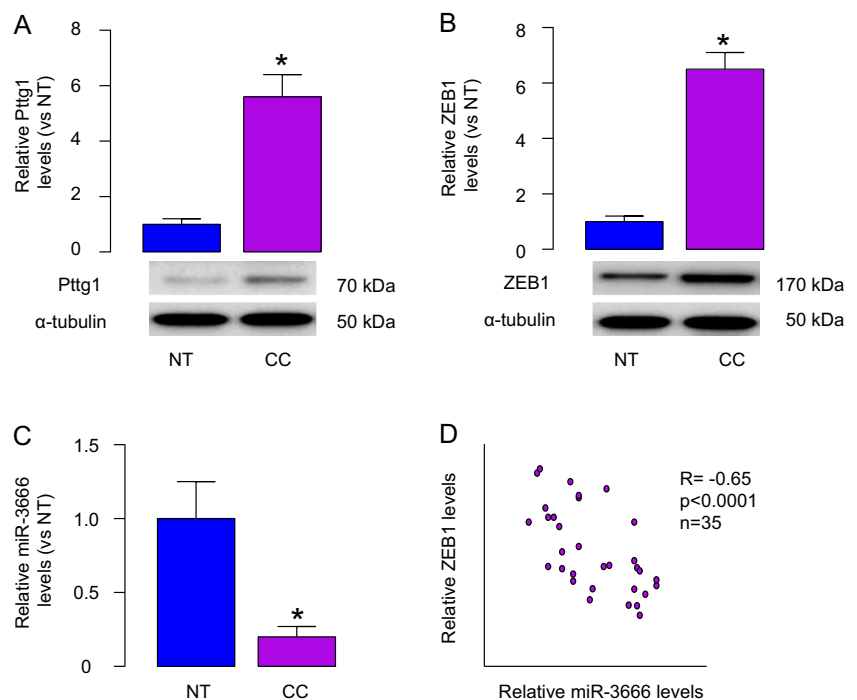 A
Relative Pttg1
levels (vs NT)
8
6
4
2
0
*
Pttg1
70 kDa
α-tubulin
50 kDa
NT
CC
B
Relative ZEB1
levels (vs NT)
8
6
4
2
0
*
ZEB1
170 kDa
α-tubulin
50 kDa
NT
CC
C
Relative miR-3666
levels (vs NT)
1.5
1.0
0.5
0
*
NT
CC
D
Relative ZEB1 levels
R= -0.65
p<0.0001
n=35
Relative miR-3666 levels